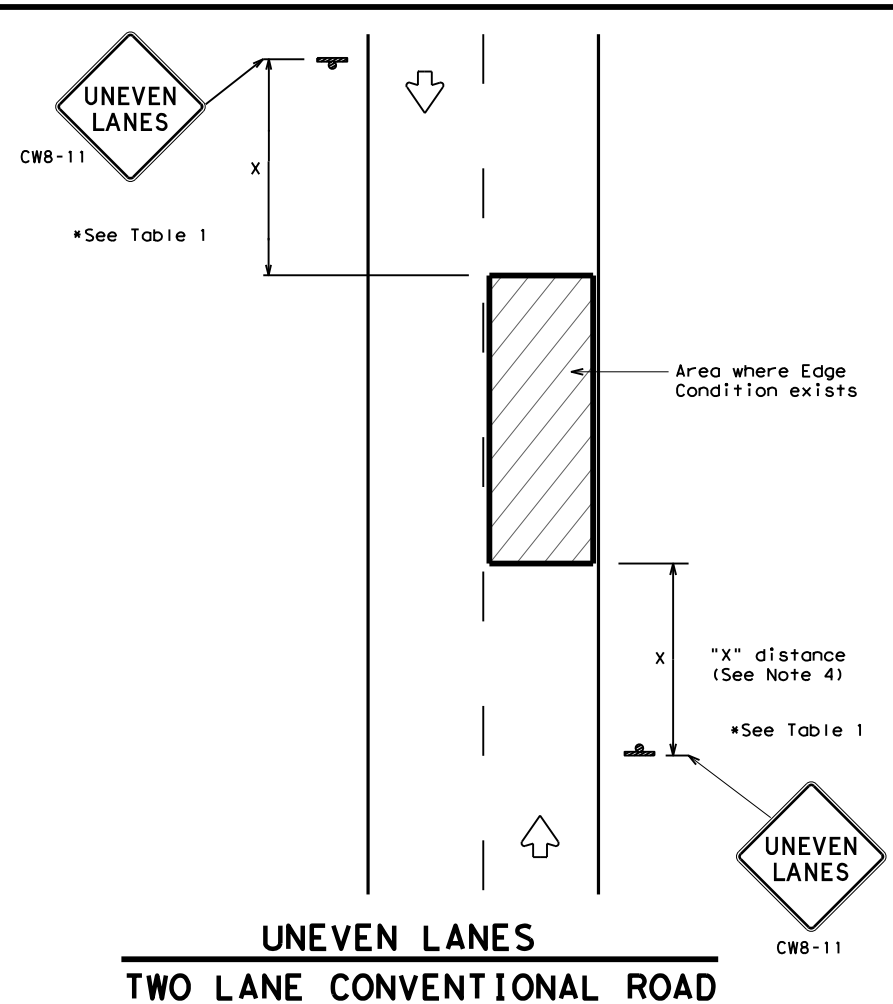 UNEVEN
LANES
CW8-11
X
*See Table 1
Area where Edge
Condition exists
X
"X" distance
(See Note 4)
*See Table 1
UNEVEN
LANES
CW8-11
UNEVEN LANES
TWO LANE CONVENTIONAL ROAD